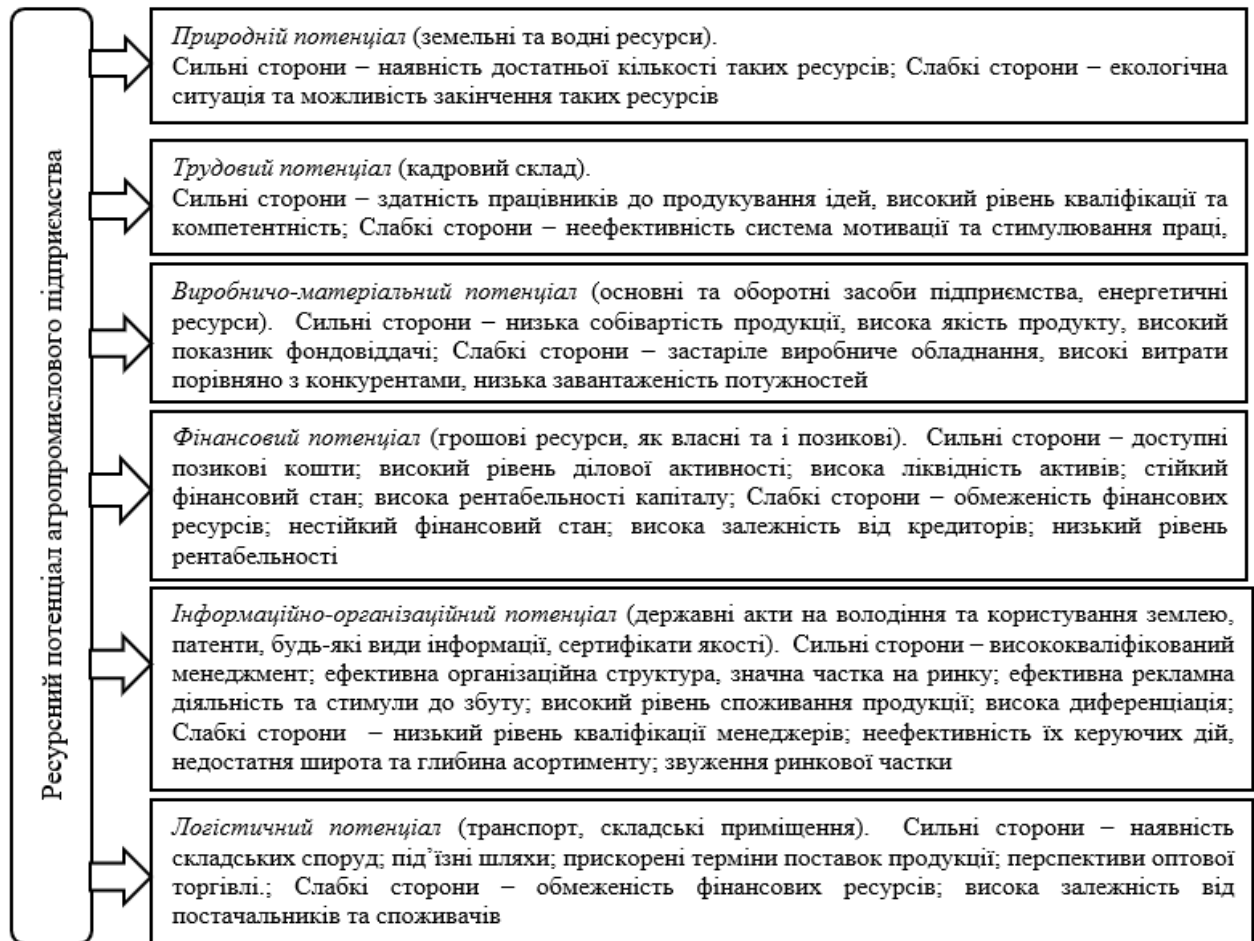 Ресурсний потенціал агропромислового підприємства
Природній потенціал (земельні та водні ресурси).
Сильні сторони – наявність достатньої кількості таких ресурсів; Слабкі сторони – екологічна
ситуація та можливість закінчення таких ресурсів
Трудовий потенціал (кадровий склад).
Сильні сторони – здатність працівників до продукування ідей, високий рівень кваліфікації та
компетентність; Слабкі сторони – неефективність система мотивації та стимулювання праці,
Виробничо-матеріальний потенціал (основні та оборотні засоби підприємства, енергетичні
ресурси). Сильні сторони – низька собівартість продукції, висока якість продукту, високий
показник фондовіддачі; Слабкі сторони – застаріле виробниче обладнання, високі витрати
порівняно з конкурентами, низька завантаженість потужностей
Фінансовий потенціал (грошові ресурси, як власні та і позикові). Сильні сторони – доступні
позикові кошти; високий рівень ділової активності; висока ліквідність активів; стійкий
фінансовий стан; висока рентабельності капіталу; Слабкі сторони – обмеженість фінансових
ресурсів; нестійкий фінансовий стан; висока залежність від кредиторів; низький рівень
рентабельності
Інформаційно-організаційний потенціал (державні акти на володіння та користування землею,
патенти, будь-які види інформації, сертифікати якості). Сильні сторони – висококваліфікований
менеджмент; ефективна організаційна структура, значна частка на ринку; ефективна рекламна
діяльність та стимули до збуту; високий рівень споживання продукції; висока диференціація;
Слабкі сторони – низький рівень кваліфікації менеджерів; неефективність їх керуючих дій,
недостатня широта та глибина асортименту; звуження ринкової частки
Логістичний потенціал (транспорт, складські приміщення). Сильні сторони – наявність
складських споруд; під’їзні шляхи; прискорені терміни поставок продукції; перспективи оптової
торгівлі.; Слабкі сторони – обмеженість фінансових ресурсів; висока залежність від
постачальників та споживачів